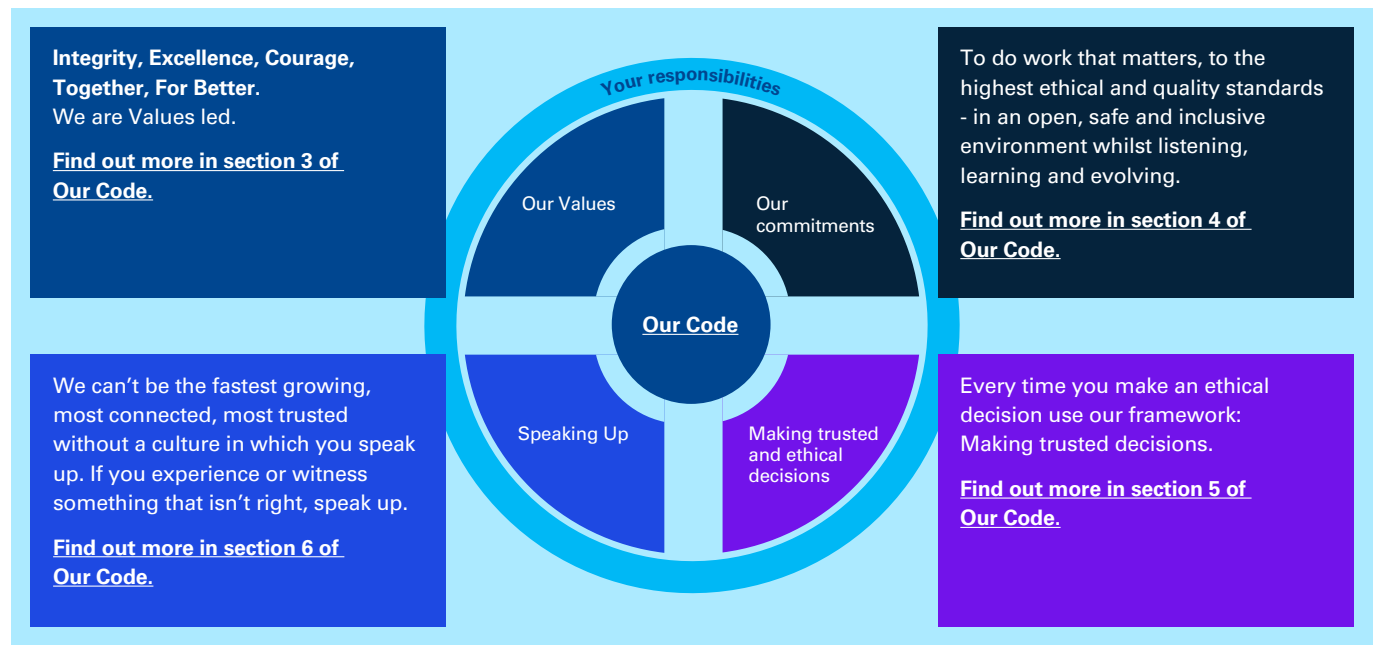 Integrity, Excellence, Courage,
Together, For Better.
We are Values led.
Find out more in section 3 of
Our Code.
Your responsibilities
Our Values
Our
commitments
Our Code
Speaking Up
Making trusted
and ethical
decisions
To do work that matters, to the
highest ethical and quality standards
- in an open, safe and inclusive
environment whilst listening,
learning and evolving.
Find out more in section 4 of
Our Code.
We can’t be the fastest growing,
most connected, most trusted
without a culture in which you speak
up. If you experience or witness
something that isn’t right, speak up.
Find out more in section 6 of
Our Code.
Every time you make an ethical
decision use our framework:
Making trusted decisions.
Find out more in section 5 of
Our Code.